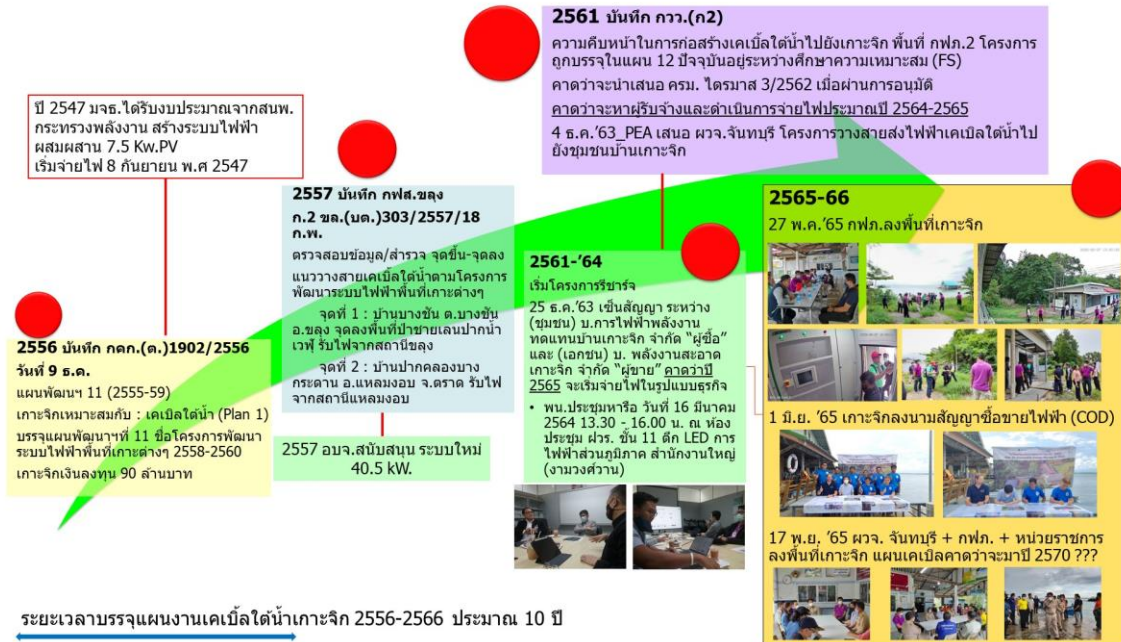 ปี 2547 มจธ.ได้รับงบประมาณจากสนพ.
กระทรวงพลังงาน สร้างระบบไฟฟ้า
ผสมผสาน 7.5 Kw.PV
เริ่มจ่ายไฟ 8 กันยายน พ.ศ 2547
2556 บันทึก กคก.(ต.)1902/2556
วันที่ 9 ธ.ค.
แผนพัฒนฯ 11 (2555-59)
เกาะจิกเหมาะสมกับ : เคเบิลใต้น้ำ (Plan 1)
บรรจุแผนพัฒนาฯที่ 11 ชื่อโครงการพัฒนา
ระบบไฟฟ้าพื้นที่เกาะต่างๆ 2558-2560
เกาะจิกเงินลงทุน 90 ล้านบาท
2557 บันทึก กฟส.ขลุง
ก.2 ขล.(บต.)303/2557/18
ก.พ.
ตรวจสอบข้อมูล/สำรวจ จุดขึ้น-จุดลง
แนววางสายเคเบิ้ลใต้น้ำตามโครงการ
พัฒนาระบบไฟฟ้าพื้นที่เกาะต่างๆ
จุดที่ 1 : บ้านบางชัน ต.บางชัน
อ.ขลุง จุดลงพื้นที่ป่าชายเลนปากน้ำ
เวฬุ รับไฟจากสถานีขลุง
จุดที่ 2 : บ้านปากคลองบาง
กระดาน อ.แหลมงอบ จ.ตราด รับไฟ
จากสถานีแหลมงอบ
2557 อบจ.สนับสนุน ระบบใหม่
40.5 kW.
2561 บันทึก กวว.(ก2)
ความคืบหน้าในการก่อสร้างเคเบิ้ลใต้น้ำไปยังเกาะจิก พื้นที่ กฟภ.2 โครงการ
ถูกบรรจุในแผน 12 ปัจจุบันอยู่ระหว่างศึกษาความเหมาะสม (FS)
คาดว่าจะนำเสนอ ครม. ไตรมาส 3/2562 เมื่อผ่านการอนุมัติ
คาดว่าจะหาผู้รับจ้างและดำเนินการจ่ายไฟประมาณปี 2564-2565
4 ธ.ค.’63_PEA เสนอ ผวจ.จันทบุรี โครงการวางสายส่งไฟฟ้าเคเบิลใต้น้ำไป
ยังชุมชนบ้านเกาะจิก
2561-’64
เริ่มโครงการรีชาร์จ
25 ธ.ค.’63 เซ็นสัญญา ระหว่าง
(ชุมชน) บ.การไฟฟ้าพลังงาน
ทดแทนบ้านเกาะจิก จำกัด “ผู้ซื้อ”
และ (เอกชน) บ. พลังงานสะอาด
เกาะจิก จำกัด “ผู้ขาย” คาดว่าปี
2565 จะเริ่มจ่ายไฟในรูปแบบธุรกิจ
• พน.ประชุมหารือ วันที่ 16 มีนาคม
2564 13.30 - 16.00 น. ณ ห้อง
ประชุม ฝวร. ชั้น 11 ตึก LED การ
ไฟฟ้าส่วนภูมิภาค สำนักงานใหญ่
(งามวงศ์วาน)
2565-66
27 พ.ค.’65 กฟภ.ลงพื้นที่เกาะจิก
1 มิ.ย. ’65 เกาะจิกลงนามสัญญาซื้อขายไฟฟ้า (COD)
17 พ.ย. ’65 ผวจ. จันทบุรี + กฟภ. + หน่วยราชการ
ลงพื้นที่เกาะจิก แผนเคเบิลคาดว่าจะมาปี 2570 ???
ระยะเวลาบรรจุแผนงานเคเบิ้ลใต้น้ำเกาะจิก 2556-2566 ประมาณ 10 ปี